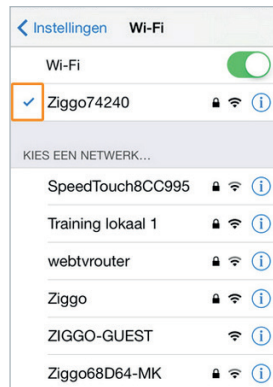 Instellingen Wi-Fi
Wi-Fi
Ziggo74240
KIES EEN NETWERK...
SpeedTouch8CC995
Training lokaal 1
webtvrouter
Ziggo
ZIGGO-GUEST
Ziggo68D64-MK